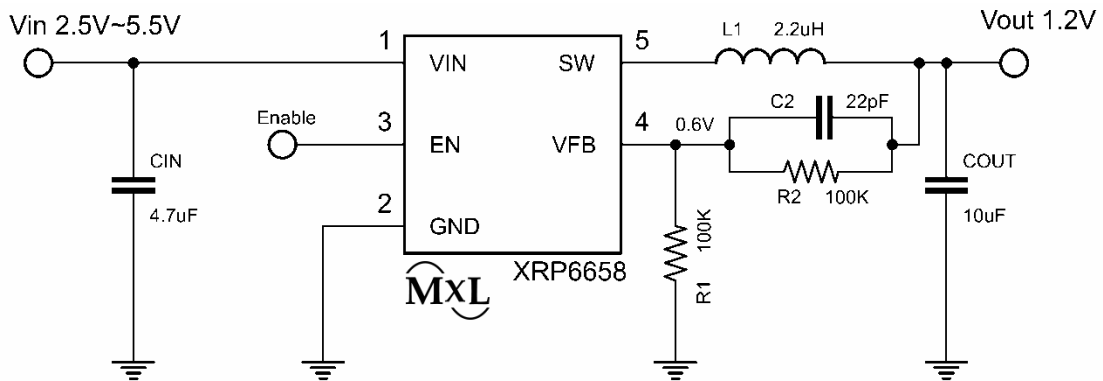 Vin 2.5V~5.5V
1
VIN
SW
5
L1
2.2uH
Vout 1.2V
Enable
3
EN
VFB
4
0.6V
C2
22pF
R2
100K
CIN
4.7uF
2
GND
100K
R1
COUT
10uF
MXL
XRP6658